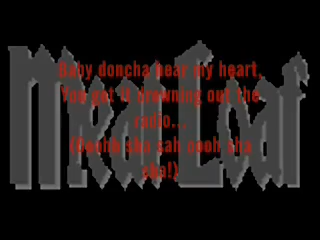 Meat Loaf
Baby doncha hear my heart,
You got it drowning out the
radio...
(Ooohh sha sah oooh sha
sha!)